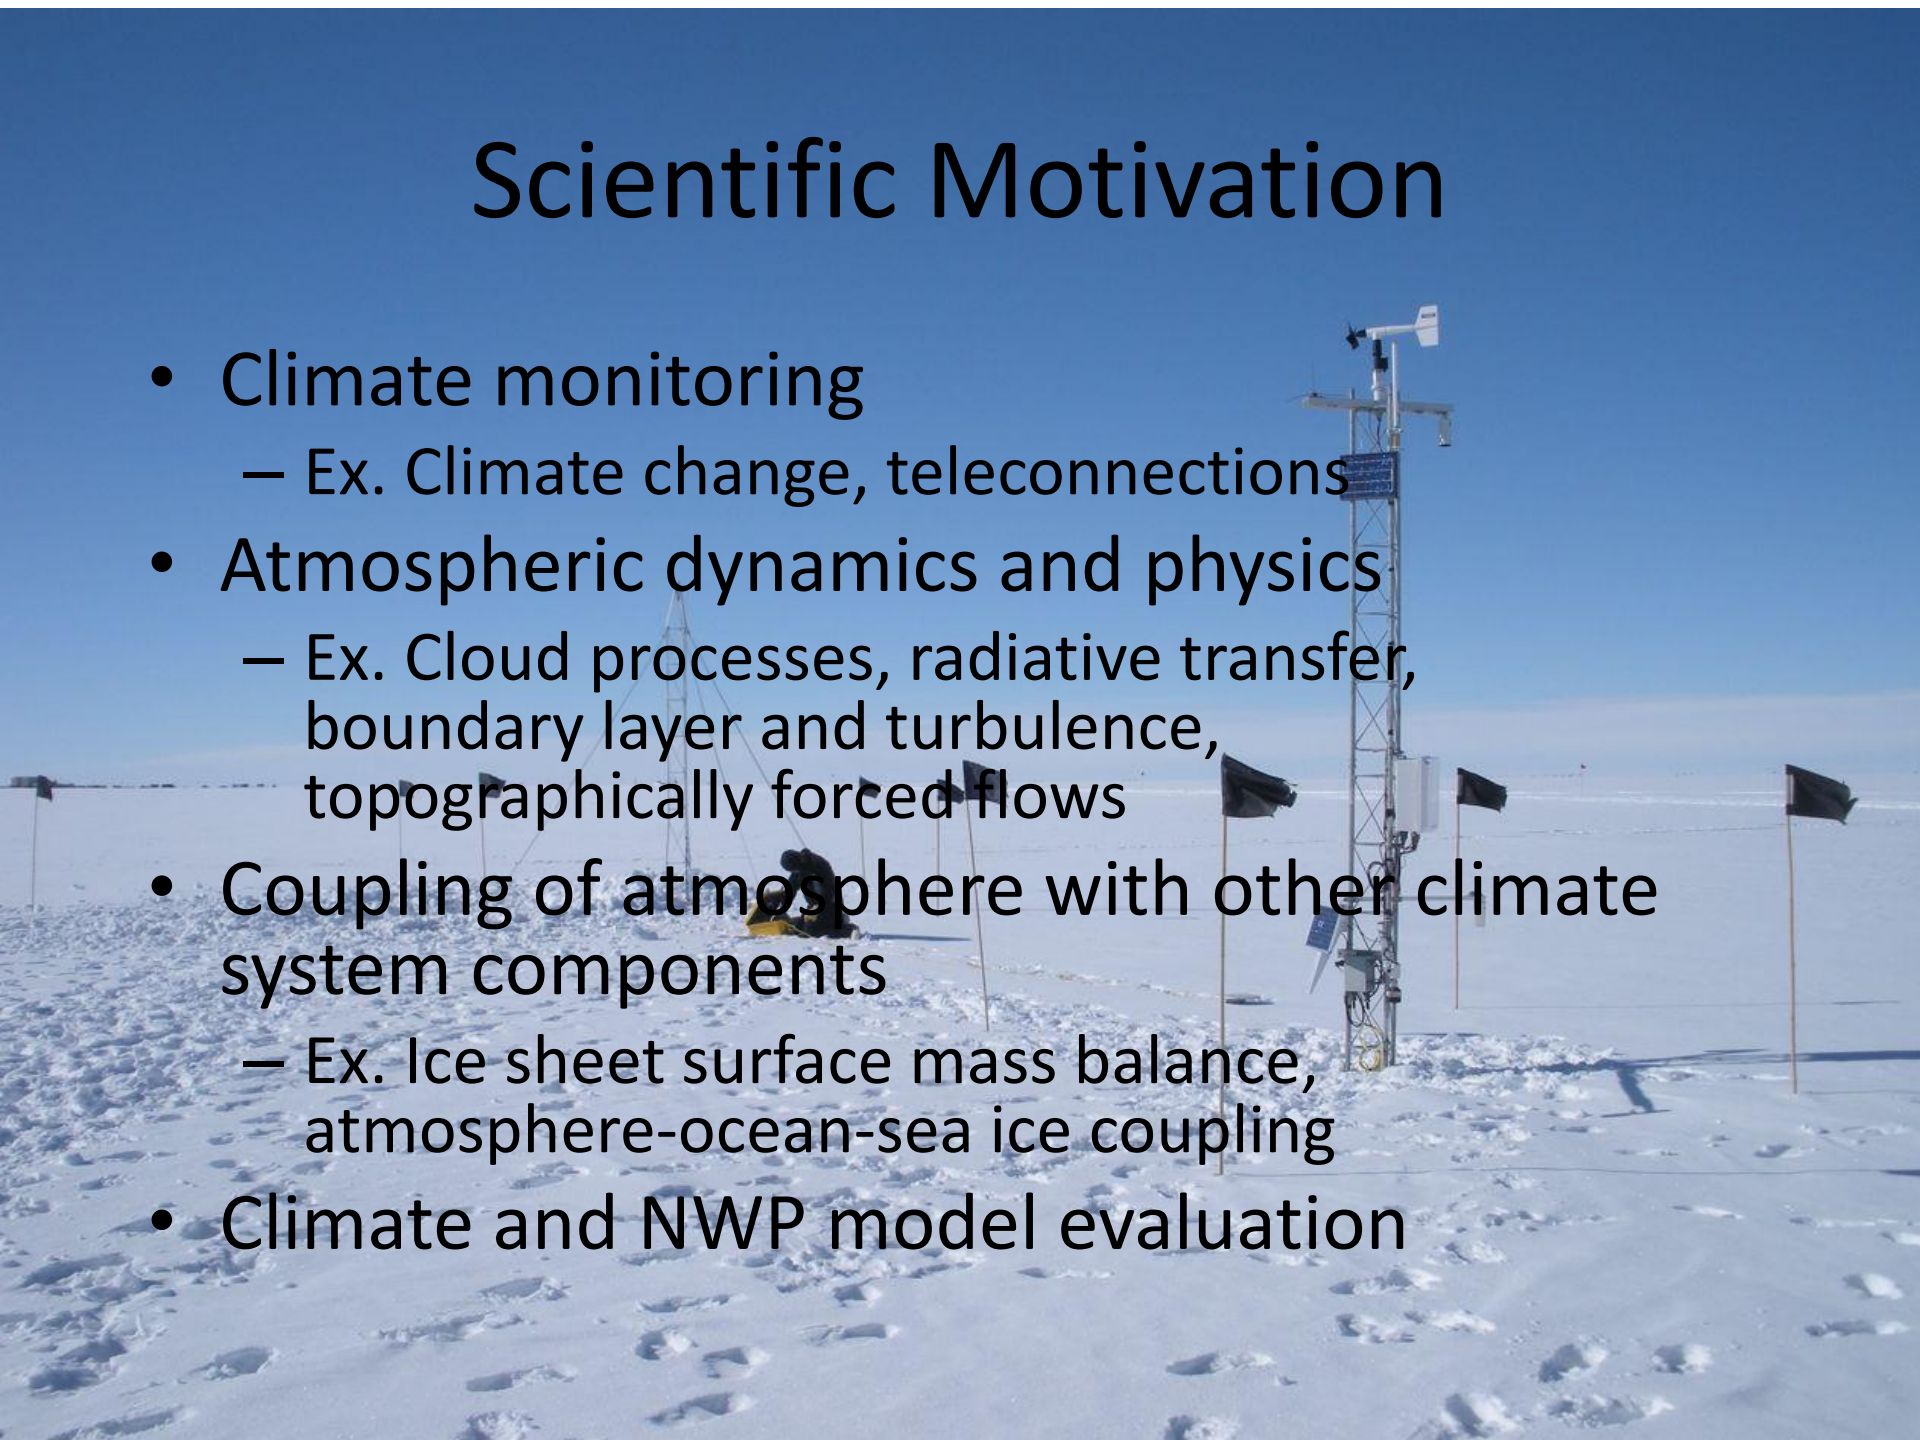 Scientific Motivation
• Climate monitoring
– Ex. Climate change, teleconnections
• Atmospheric dynamics and physics
– Ex. Cloud processes, radiative transfer,
boundary layer and turbulence,
topographically forced flows
• Coupling of atmosphere with other climate
system components
– Ex. Ice sheet surface mass balance,
atmosphere-ocean-sea ice coupling
• Climate and NWP model evaluation